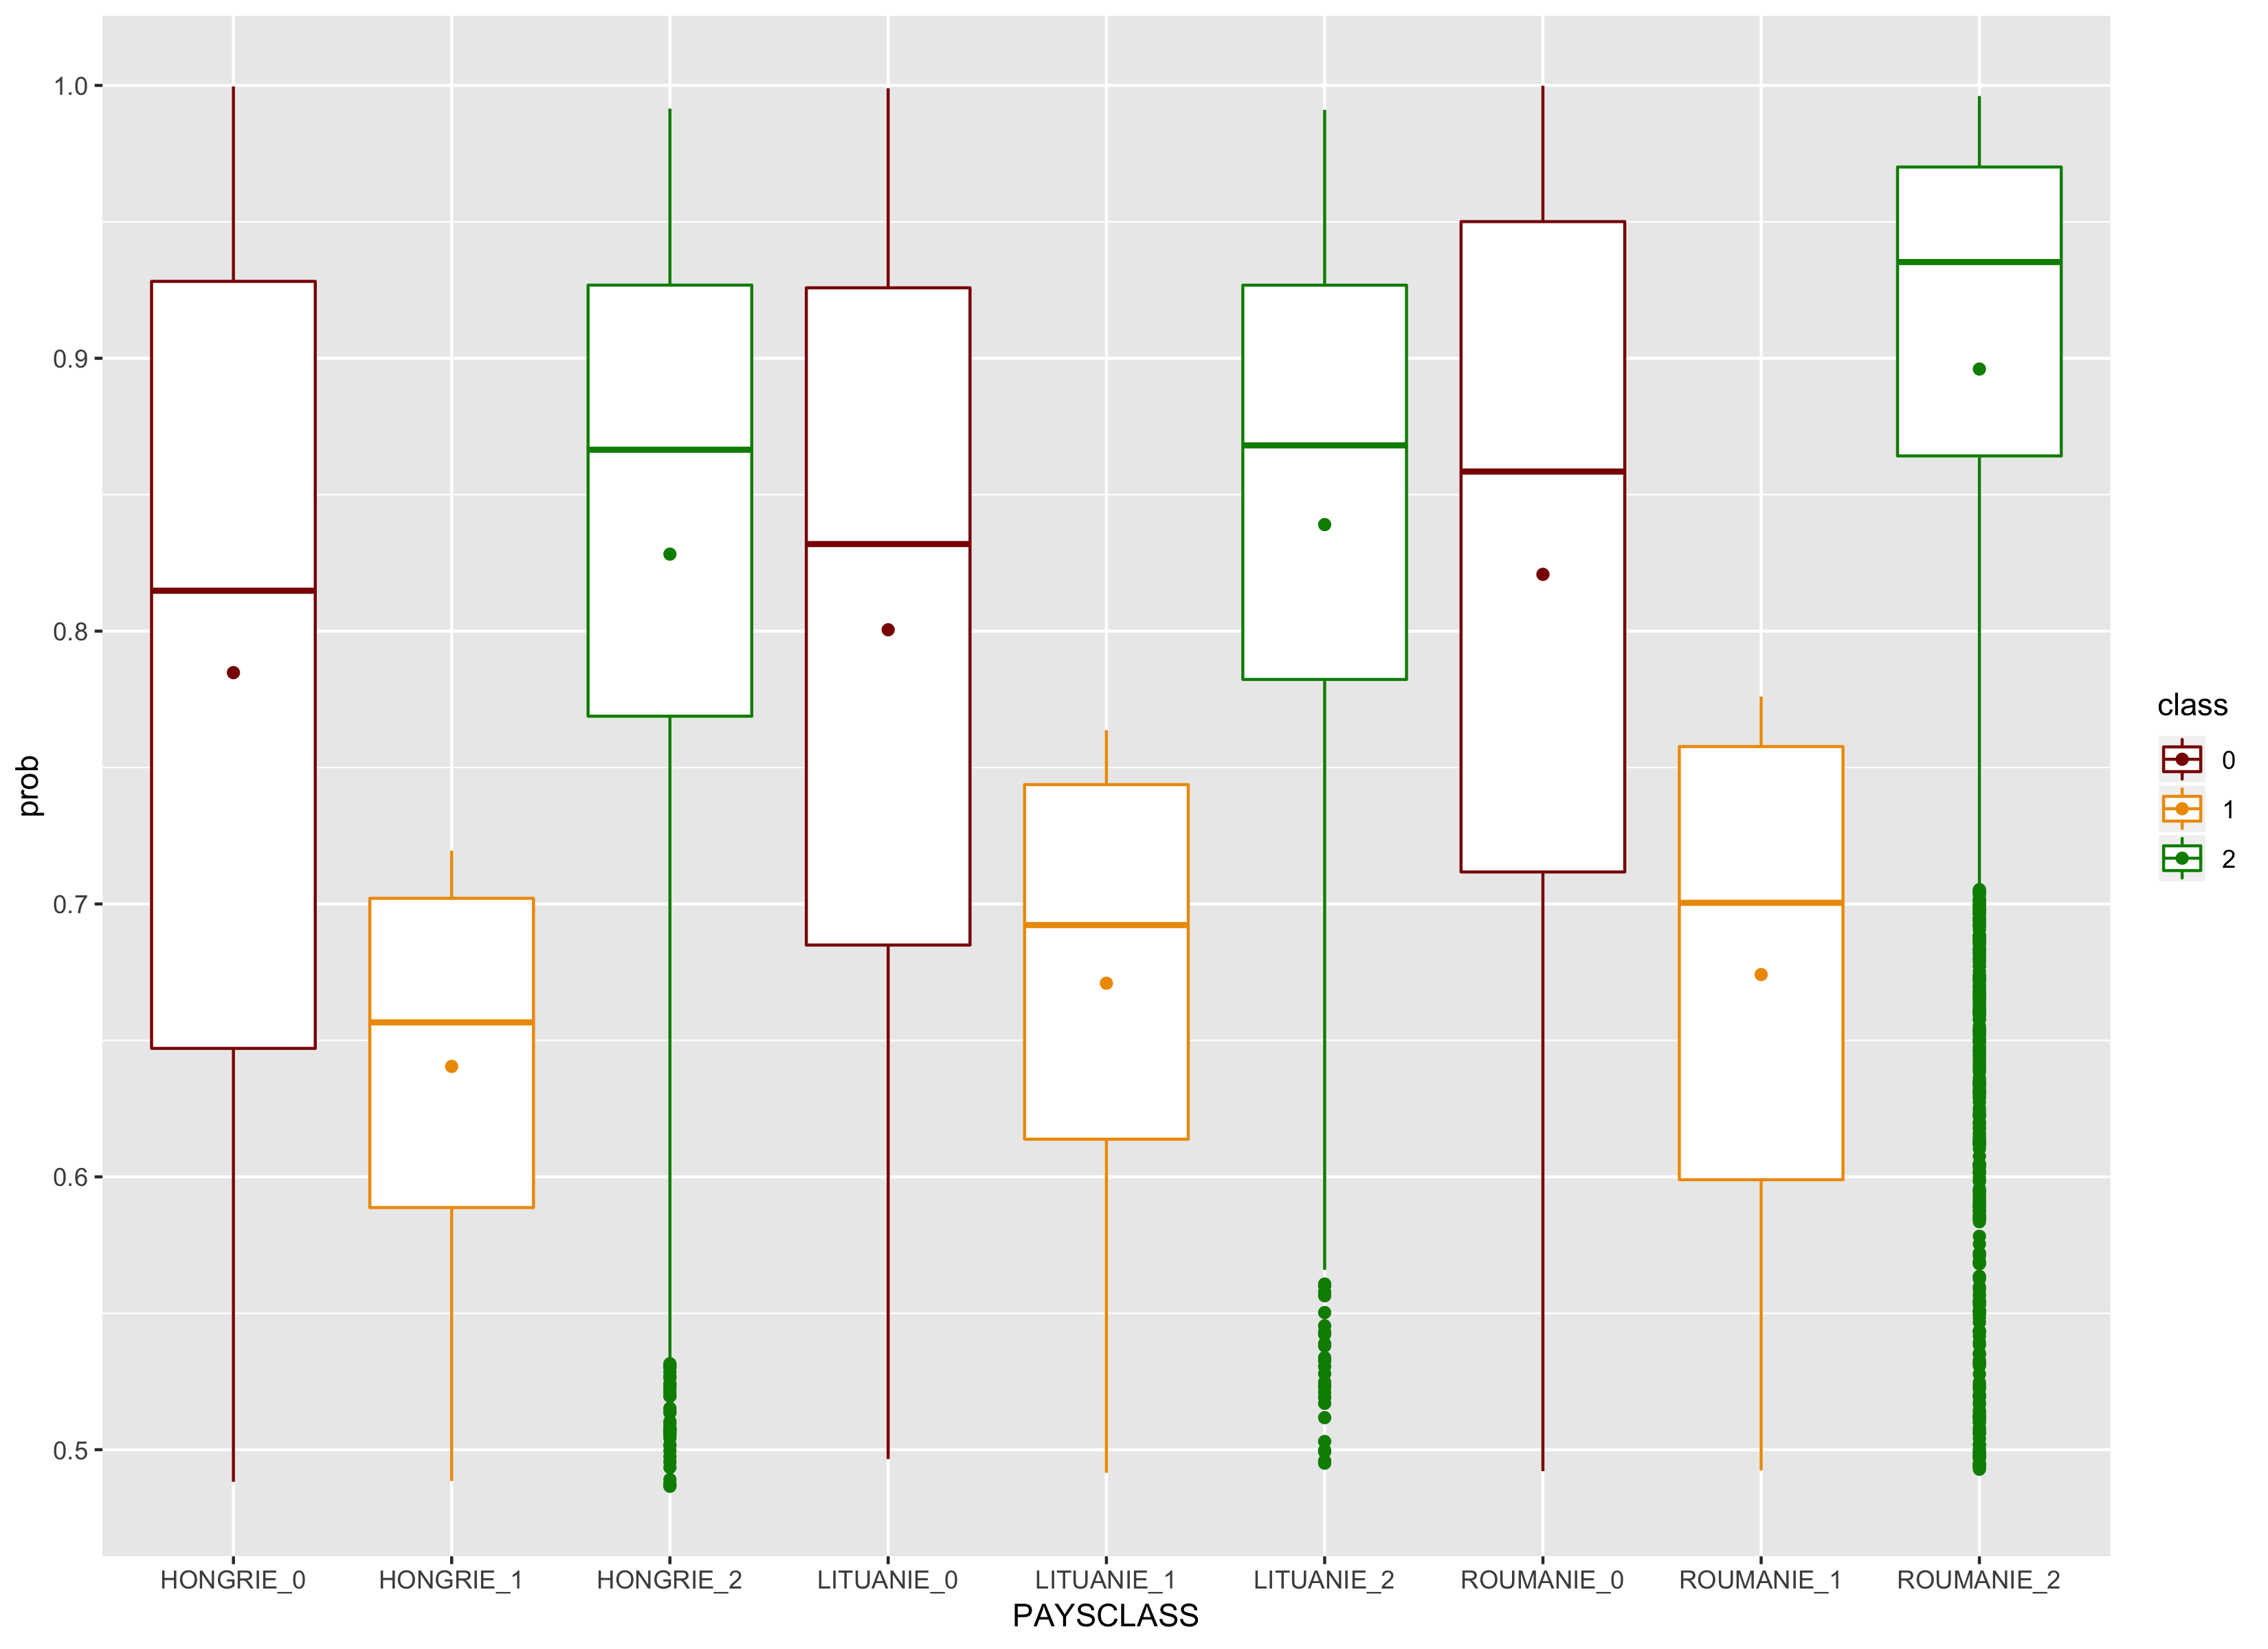 1.0
0.9
0.8
0.7
0.6
0.5
prob
HONGRIE_0 HONGRIE_1 HONGRIE_2 LITUANIE_0 LITUANIE_1 LITUANIE_2 ROUMANIE_0 ROUMANIE_1 ROUMANIE_2
PAYSCLASS
class
0
1
2